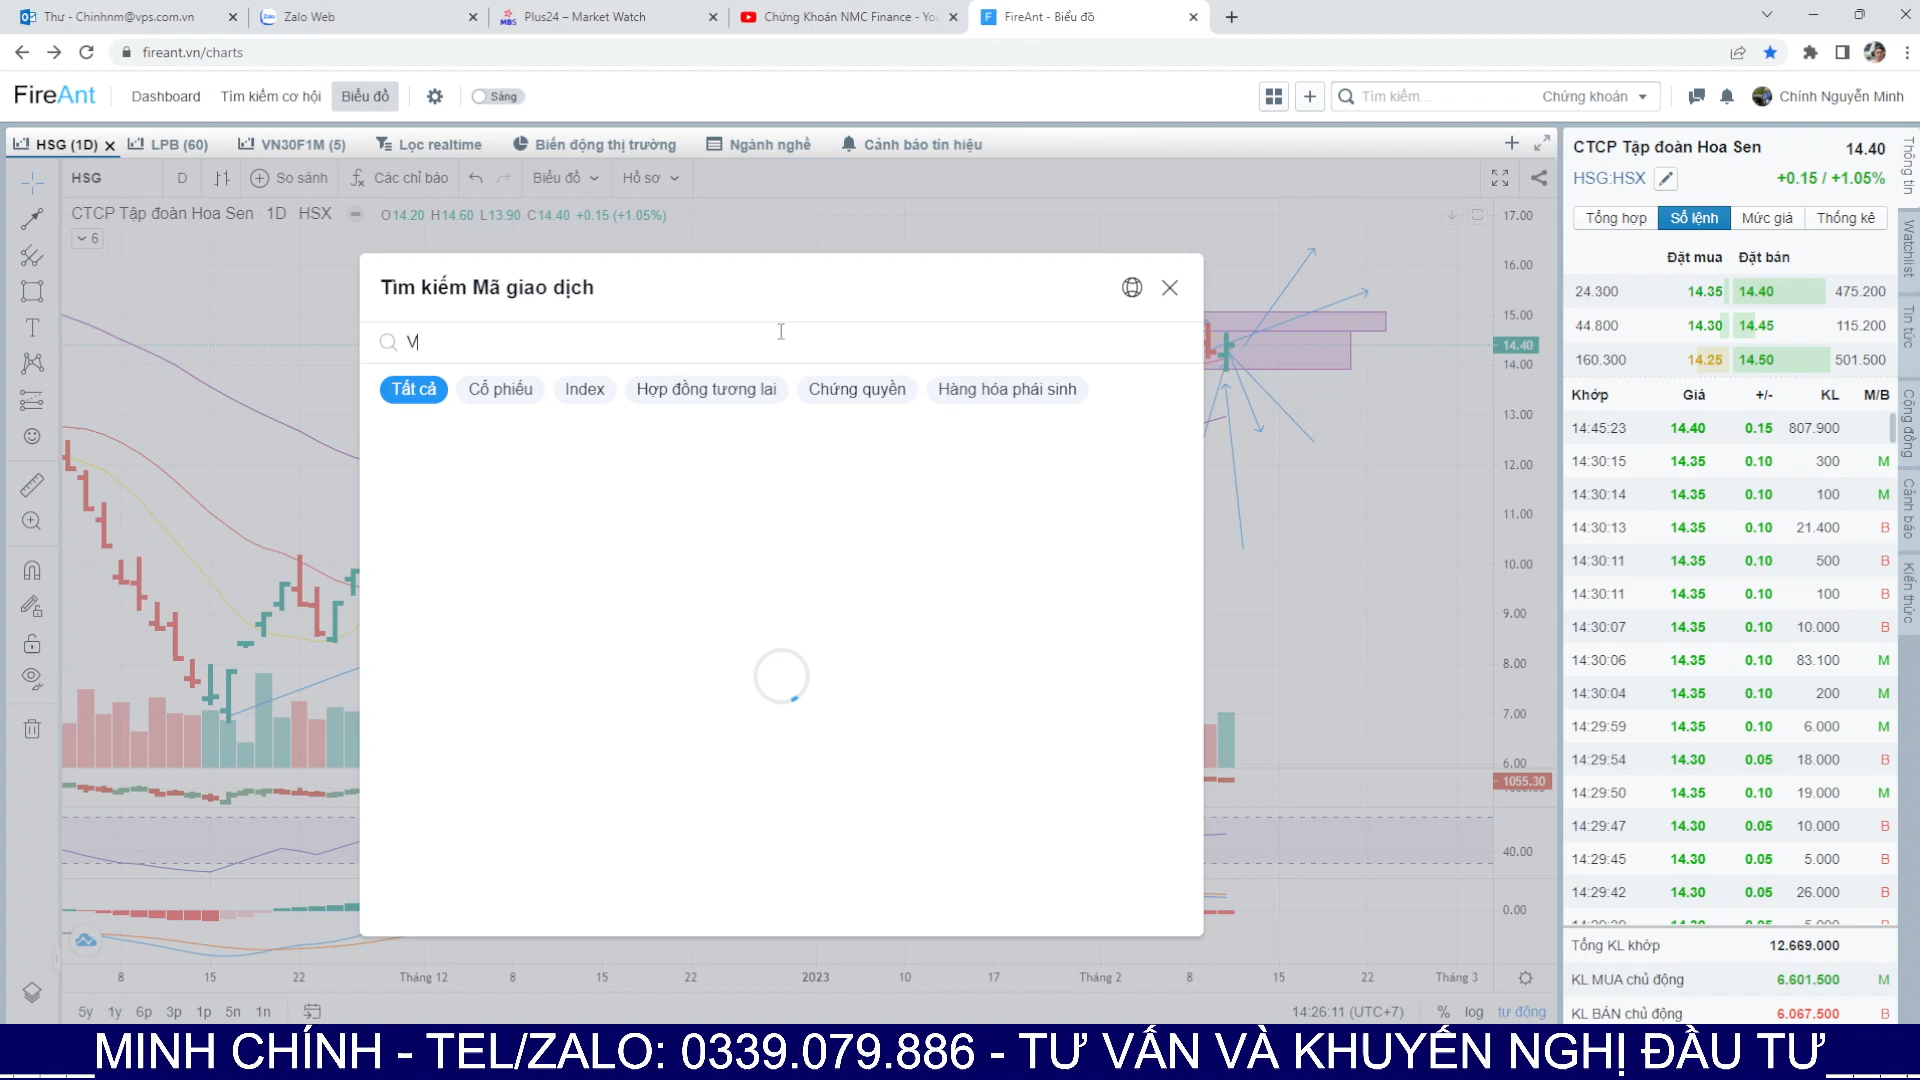 Thư - Chinhnm@vps.com.vn
Zalo Web
Plus24 – Market Watch
Chứng Khoán NMC Finance - You
FireAnt - Biểu đồ
fireant.vn/charts
FireAnt
Dashboard
Tìm kiếm cơ hội
Biểu đồ
Sáng
Tìm kiếm...
Chứng khoán
Chính Nguyễn Minh
HSG (1D)
LPB (60)
VN30F1M (5)
Lọc realtime
Biến động thị trường
Ngành nghề
Cảnh báo tín hiệu
HSG
D
So sánh
Các chỉ báo
Biểu đồ
Hồ sơ
CTCP Tập đoàn Hoa Sen 1D HSX
O14.20 H14.60 L13.90 C14.40 +0.15 (+1.05%)
6
Tìm kiếm Mã giao dịch
V
Tất cả
Cổ phiếu
Index
Hợp đồng tương lai
Chứng quyền
Hàng hóa phái sinh
17.00
16.00
15.00
14.40
14.00
13.00
12.00
11.00
10.00
9.00
8.00
7.00
6.00
1055.30
40.00
0.00
8
15
22
Tháng 12
8
15
22
2023
10
17
Tháng 2
8
15
22
Tháng 3
5y 1y 6p 3p 1p 5n 1n
14:26:11 (UTC+7)
%
log
tự động
CTCP Tập đoàn Hoa Sen
14.40
HSG:HSX
+0.15 / +1.05%
Tổng hợp
Sổ lệnh
Mức giá
Thống kê
Đặt mua Đặt bán
24.300 14.35 14.40 475.200
44.800 14.30 14.45 115.200
160.300 14.25 14.50 501.500
Khớp Giá +/- KL M/B
14:45:23 14.40 0.15 807.900
14:30:15 14.35 0.10 300 M
14:30:14 14.35 0.10 100 M
14:30:13 14.35 0.10 21.400 B
14:30:11 14.35 0.10 500 B
14:30:11 14.35 0.10 100 B
14:30:07 14.35 0.10 10.000 B
14:30:06 14.35 0.10 83.100 M
14:30:04 14.35 0.10 200 M
14:29:59 14.35 0.10 6.000 M
14:29:54 14.30 0.05 18.000 B
14:29:50 14.35 0.10 19.000 M
14:29:47 14.30 0.05 10.000 B
14:29:45 14.30 0.05 5.000 B
14:29:42 14.30 0.05 26.000 B
Tổng KL khớp 12.669.000
KL MUA chủ động 6.601.500 M
KL BÁN chủ động 6.067.500 B
Thông tin
Watchlist
Tin tức
Cộng đồng
Cảnh báo
Kiến thức
____MINH CHÍNH - TEL/ZALO: 0339.079.886 - TƯ VẤN VÀ KHUYẾN NGHỊ ĐẦU TƯ____